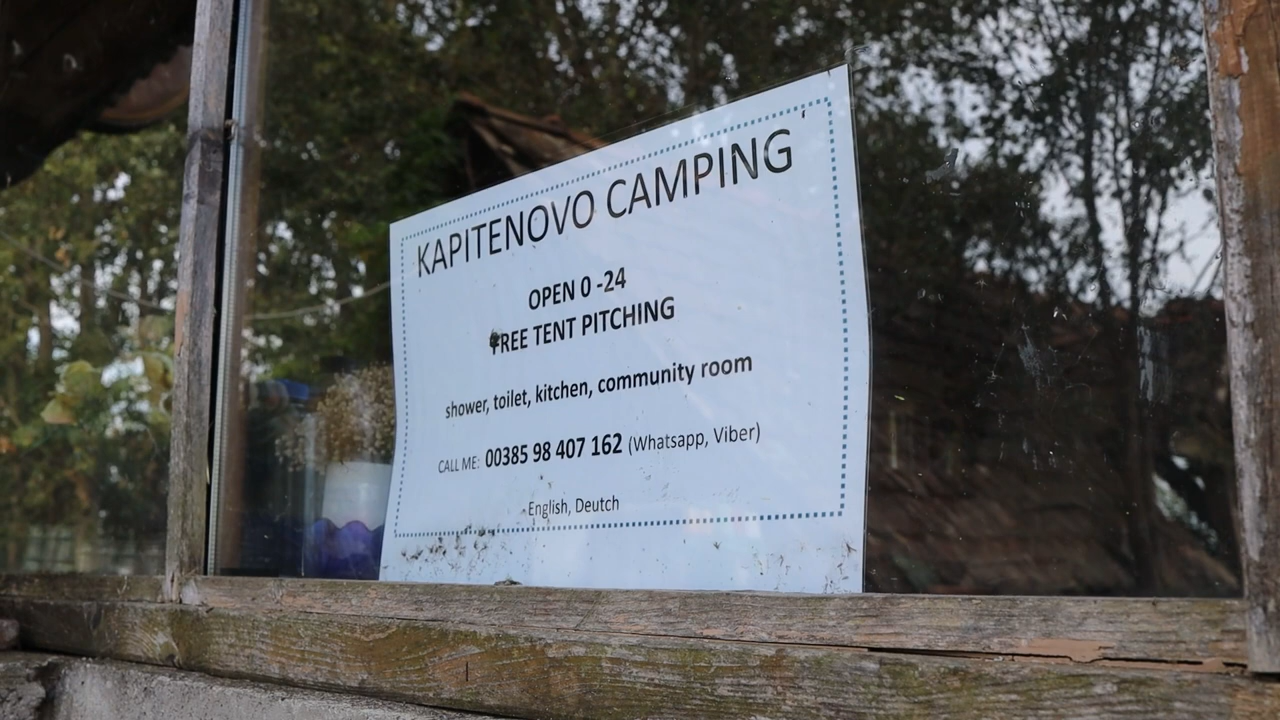 KAPITENOVO CAMPING
OPEN 0 -24
FREE TENT PITCHING
shower, toilet, kitchen, community room
CALL ME: 00385 98 407 162 (Whatsapp, Viber)
English, Deutch